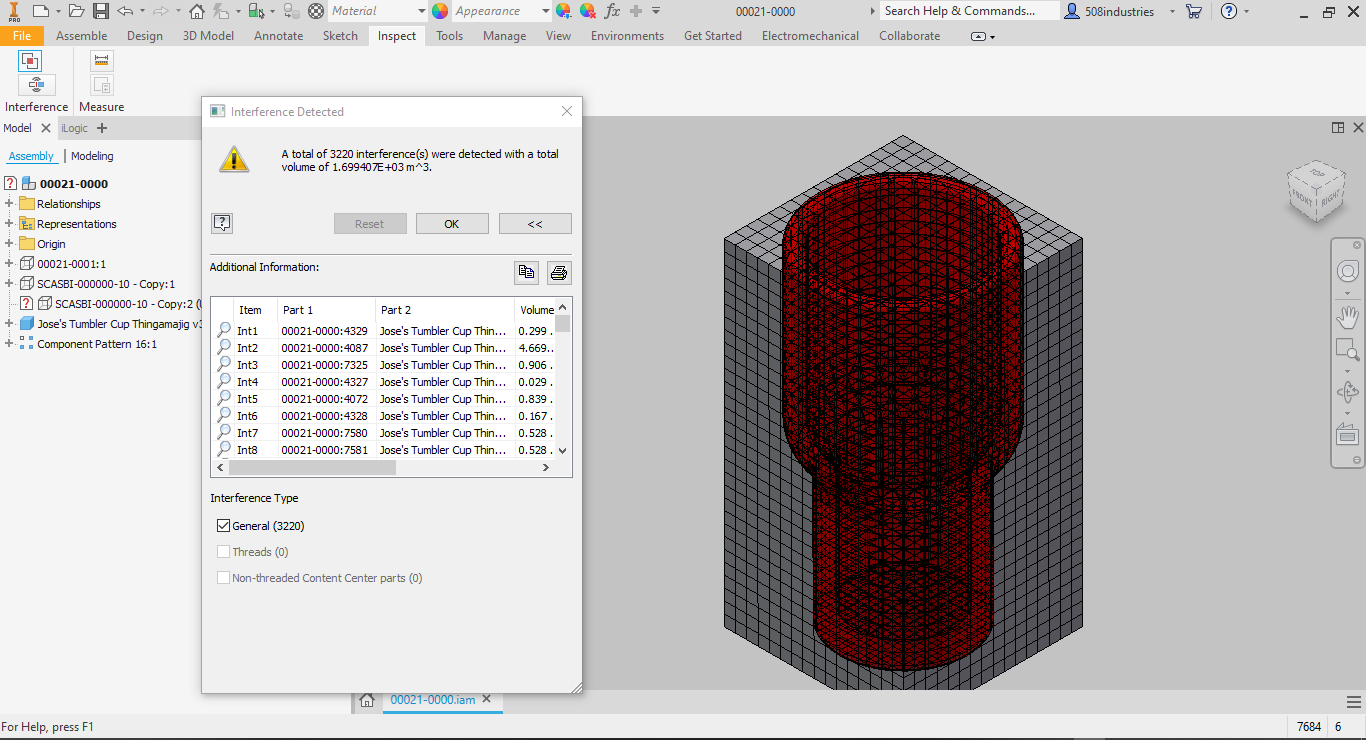 PRO
Material
Appearance
fx
00021-0000
Search Help & Commands...
508industries
File
Assemble
Design
3D Model
Annotate
Sketch
Inspect
Tools
Manage
View
Environments
Get Started
Electromechanical
Collaborate
Interference
Measure
Model
iLogic
Assembly
Modeling
00021-0000
Relationships
Representations
Origin
00021-0001:1
SCASBI-000000-10 - Copy:1
SCASBI-000000-10 - Copy:2 (
Jose's Tumbler Cup Thingamajig v3
Component Pattern 16:1
Interference Detected
A total of 3220 interference(s) were detected with a total
volume of 1.699407E+03 m^3.
Reset
OK
<<
Additional Information:
Item Part 1 Part 2 Volume
Int1 00021-0000:4329 Jose's Tumbler Cup Thin... 0.299 .
Int2 00021-0000:4087 Jose's Tumbler Cup Thin... 4.669..
Int3 00021-0000:7325 Jose's Tumbler Cup Thin... 0.906 .
Int4 00021-0000:4327 Jose's Tumbler Cup Thin... 0.029 .
Int5 00021-0000:4072 Jose's Tumbler Cup Thin... 0.839 .
Int6 00021-0000:4328 Jose's Tumbler Cup Thin... 0.167 .
Int7 00021-0000:7580 Jose's Tumbler Cup Thin... 0.528 .
Int8 00021-0000:7581 Jose's Tumbler Cup Thin... 0.528 .
Interference Type
General (3220)
Threads (0)
Non-threaded Content Center parts (0)
TOP
FRONT
RIGHT
00021-0000.iam
For Help, press F1
7684
6